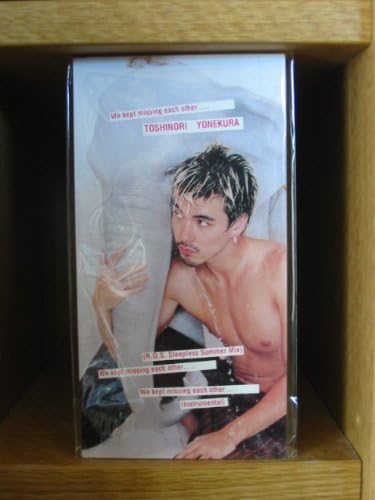 We kept missing each other.....
TOSHINORI YONEKURA
(R.O.S. Sleepless Summer Mix)
We kept missing each other.....
We kept missing each other.....
(Instrumental)